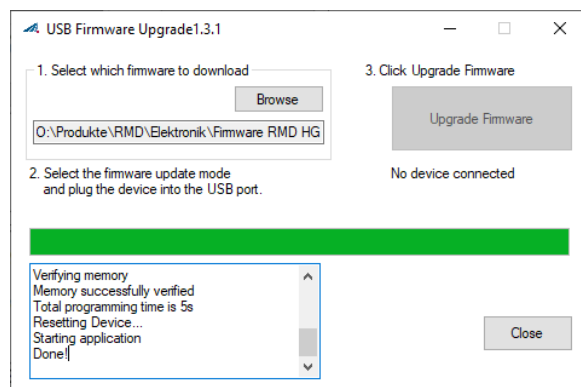 USB Firmware Upgrade1.3.1
1. Select which firmware to download
Browse
O:\Produkte\RMD\Elektronik\Firmware RMD HG
2. Select the firmware update mode
and plug the device into the USB port.
3. Click Upgrade Firmware
Upgrade Firmware
No device connected
Verifying memory
Memory successfully verified
Total programming time is 5s
Resetting Device...
Starting application
Done!
Close